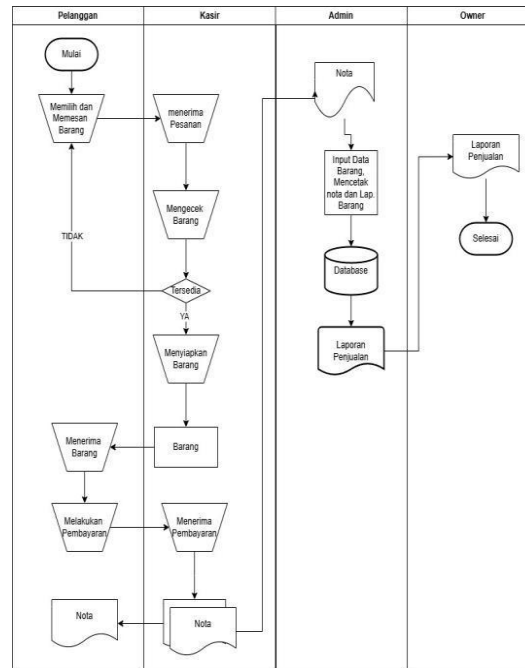 Pelanggan
Kasir
Admin
Owner
Mulai
Memilih dan
Memesan
Barang
menerima
Pesanan
Mengecek
Barang
TIDAK
Tersedia
YA
Menyiapkan
Barang
Barang
Menerima
Barang
Melakukan
Pembayaran
Menerima
Pembayaran
Nota
Nota
Nota
Input Data
Barang,
Mencetak
nota dan Lap.
Barang
Database
Laporan
Penjualan
Laporan
Penjualan
Selesai